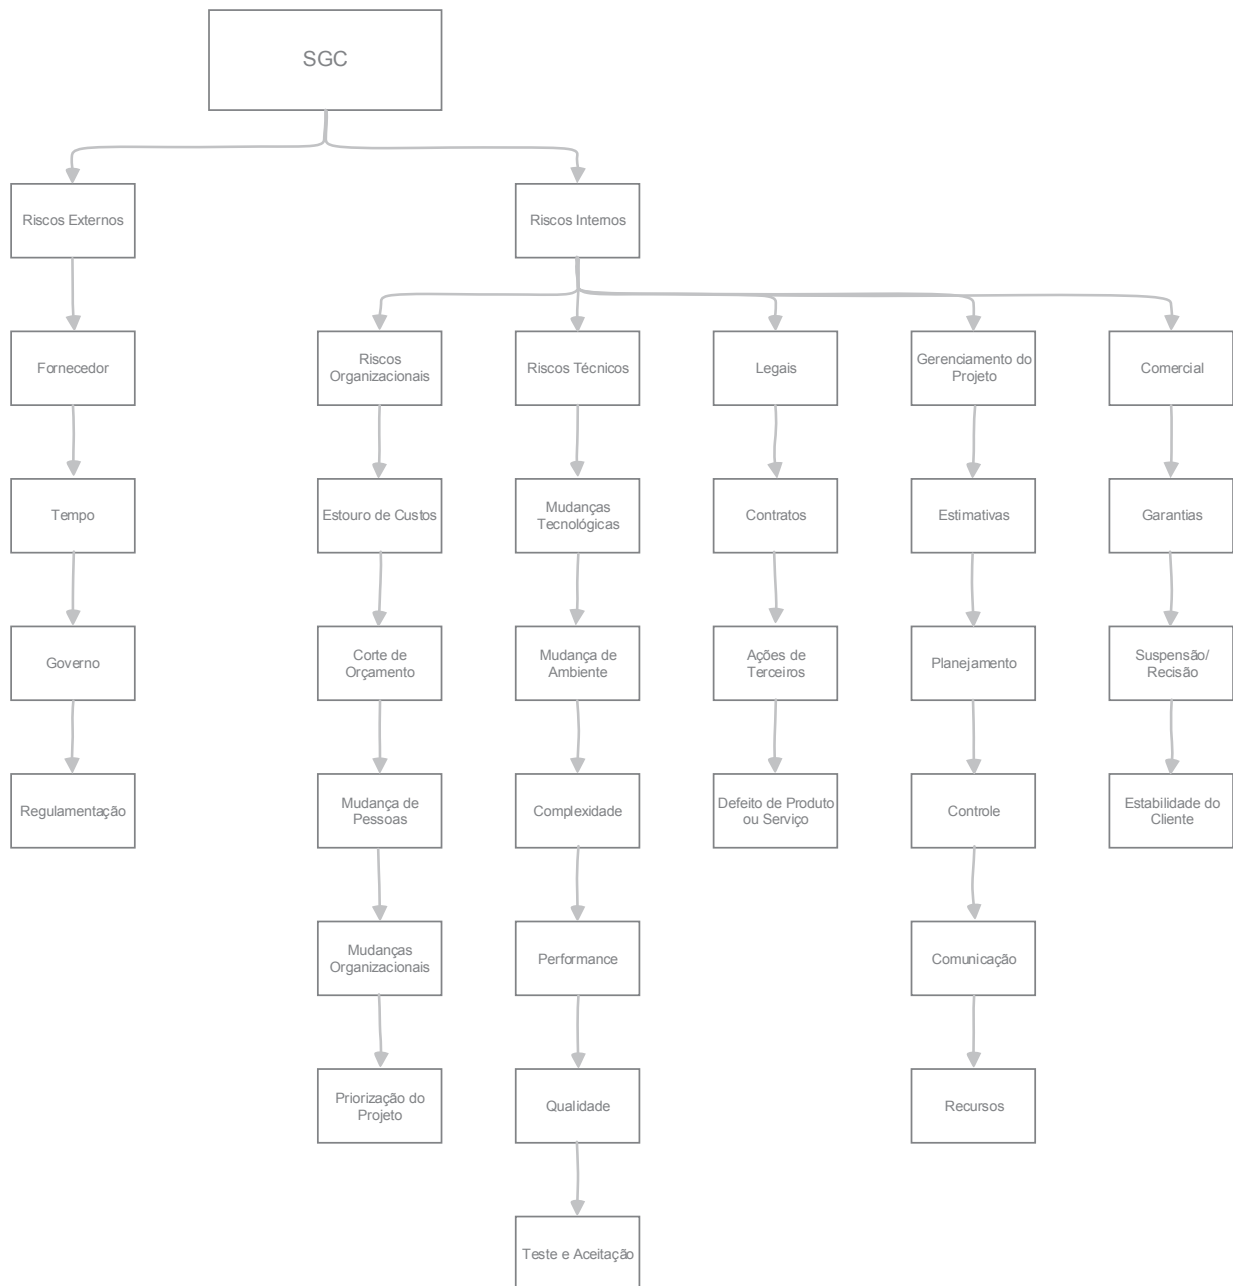 SGC
Riscos Externos
Riscos Internos
Fornecedor
Riscos
Organizacionais
Riscos Técnicos
Legais
Gerenciamento do
Projeto
Comercial
Tempo
Estouro de Custos
Mudanças
Tecnológicas
Contratos
Estimativas
Garantias
Governo
Corte de
Orçamento
Mudança de
Ambiente
Ações de
Terceiros
Planejamento
Suspensão/
Recisão
Regulamentação
Mudança de
Pessoas
Complexidade
Defeito de Produto
ou Serviço
Controle
Estabilidade do
Cliente
Mudanças
Organizacionais
Performance
Comunicação
Priorização do
Projeto
Qualidade
Recursos
Teste e Aceitação